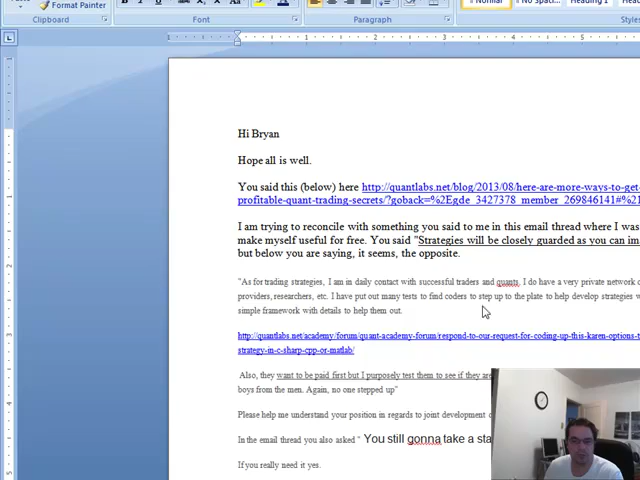 Format Painter
Clipboard
Font
Paragraph
Normal
Heading 1
Styles
Hi Bryan
Hope all is well.
You said this (below) here http://quantlabs.net/blog/2013/08/here-are-more-ways-to-get-
profitable-quant-trading-secrets/?goback=%2Egde_3427378_member_269846141#%21
I am trying to reconcile with something you said to me in this email thread where I was
make myself useful for free. You said "Strategies will be closely guarded as you can im
but below you are saying, it seems, the opposite.
"As for trading strategies, I am in daily contact with successful traders and quants. I do have a very private network o
providers,researchers, etc. I have put out many tests to find coders to step up to the plate to help develop strategies w
simple framework with details to help them out.
http://quantlabs.net/academy/forum/quant-academy-forum/respond-to-our-request-for-coding-up-this-karen-options-t
strategy-in-c-sharp-cpp-or-matlab/
Also, they want to be paid first but I purposely test them to see if they are
boys from the men. Again, no one stepped up"
Please help me understand your position in regards to joint development o
In the email thread you also asked " You still gonna take a sta
If you really need it yes.